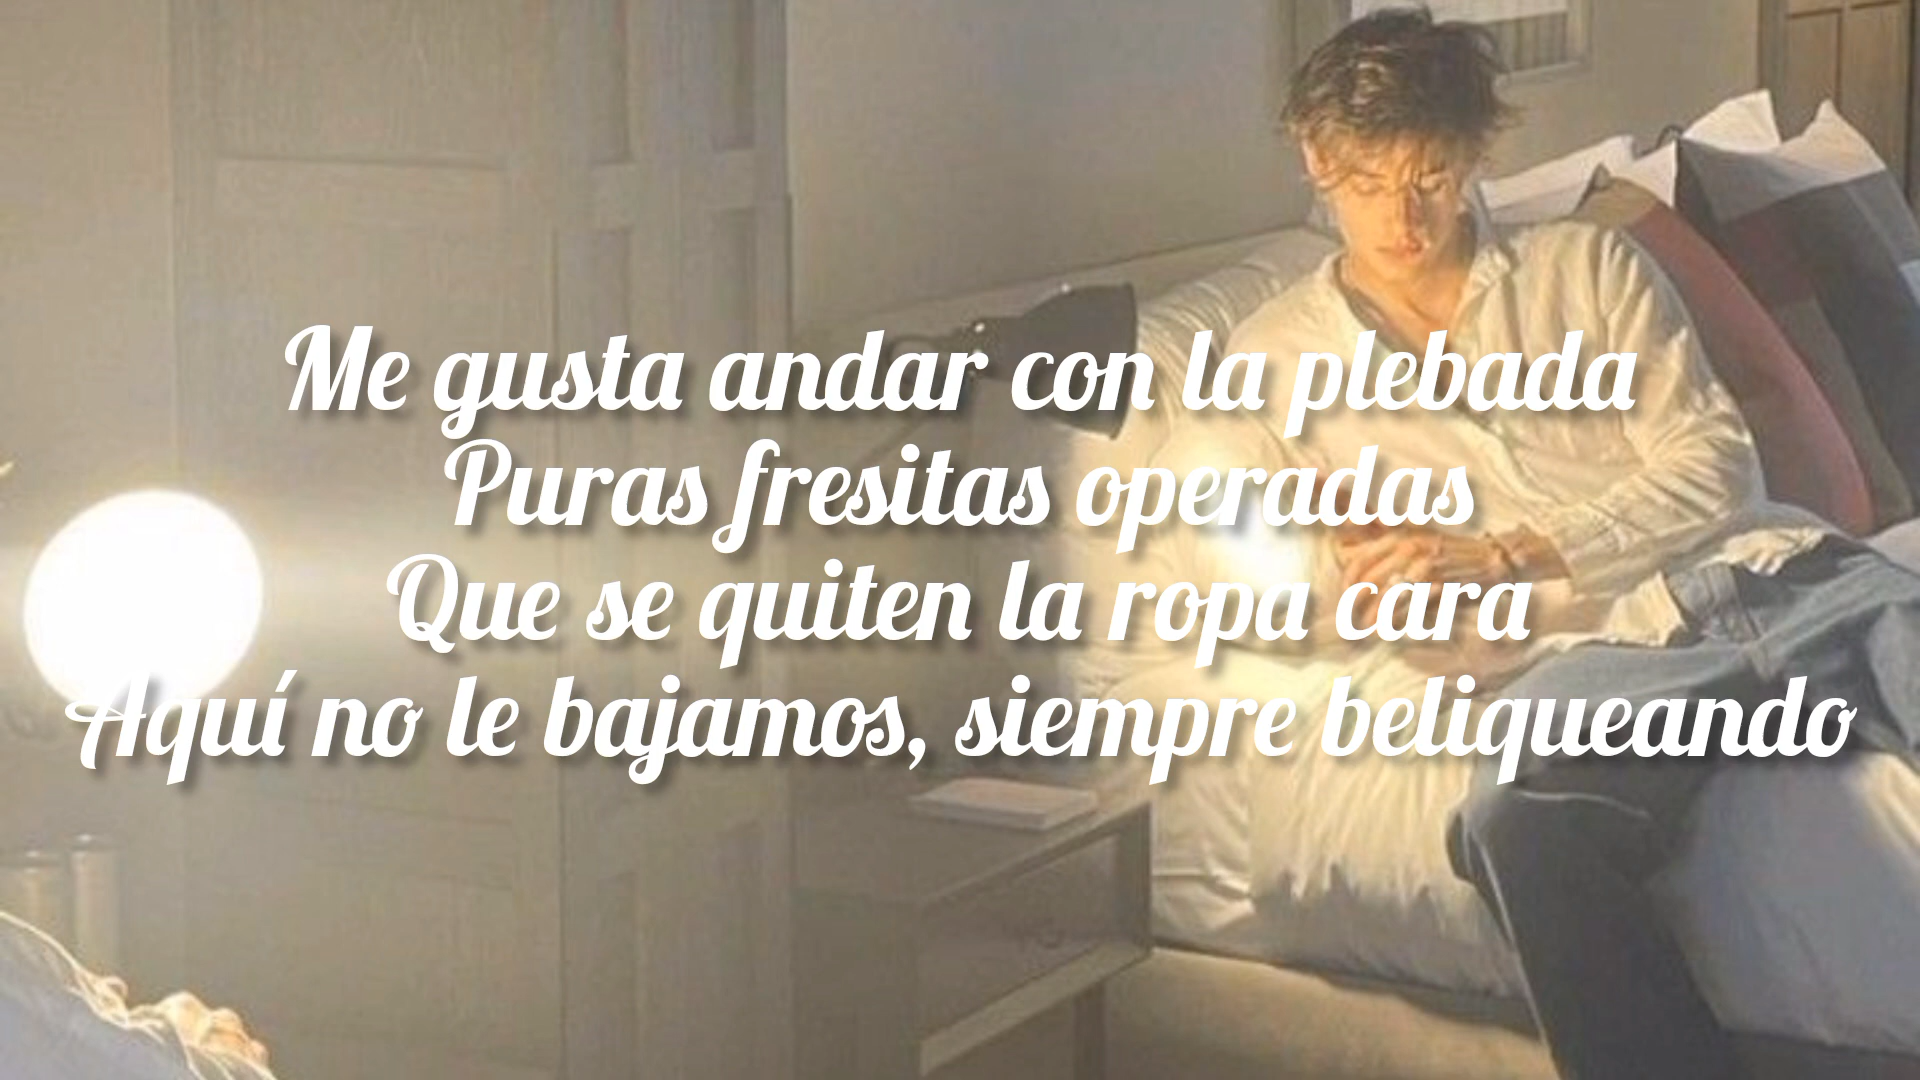 Me gusta andar con la plebada
Puras fresitas operadas
Que se quiten la ropa cara
Aquí no le bajamos, siempre beliqueando